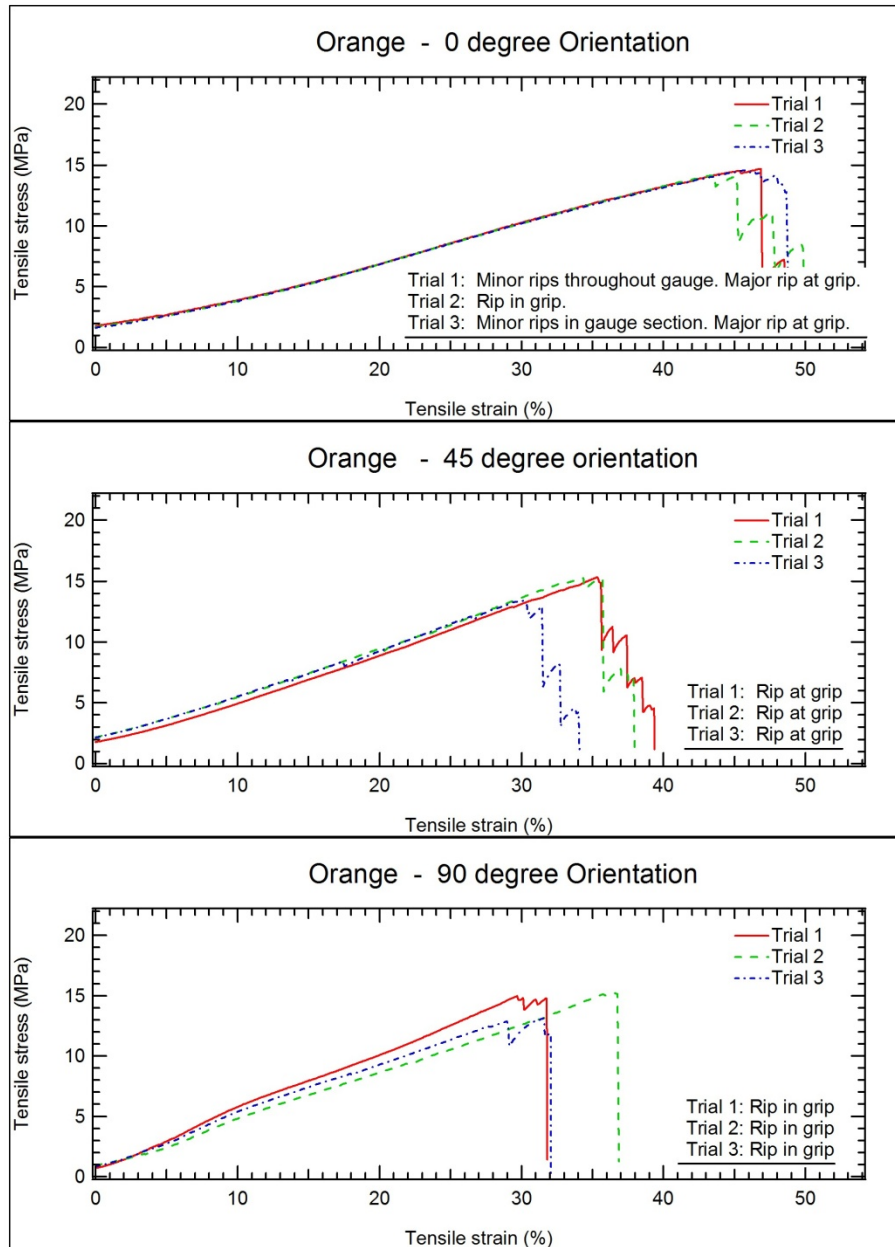 Orange - 0 degree Orientation
Tensile stress (MPa)
20
15
10
5
0
Trial 1
Trial 2
Trial 3
Trial 1: Minor rips throughout gauge. Major rip at grip.
Trial 2: Rip in grip.
Trial 3: Minor rips in gauge section. Major rip at grip.
0 10 20 30 40 50
Tensile strain (%)
Orange - 45 degree orientation
Tensile stress (MPa)
20
15
10
5
0
Trial 1
Trial 2
Trial 3
Trial 1: Rip at grip
Trial 2: Rip at grip
Trial 3: Rip at grip
0 10 20 30 40 50
Tensile strain (%)
Orange - 90 degree Orientation
Tensile stress (MPa)
20
15
10
5
0
Trial 1
Trial 2
Trial 3
Trial 1: Rip in grip
Trial 2: Rip in grip
Trial 3: Rip in grip
0 10 20 30 40 50
Tensile strain (%)